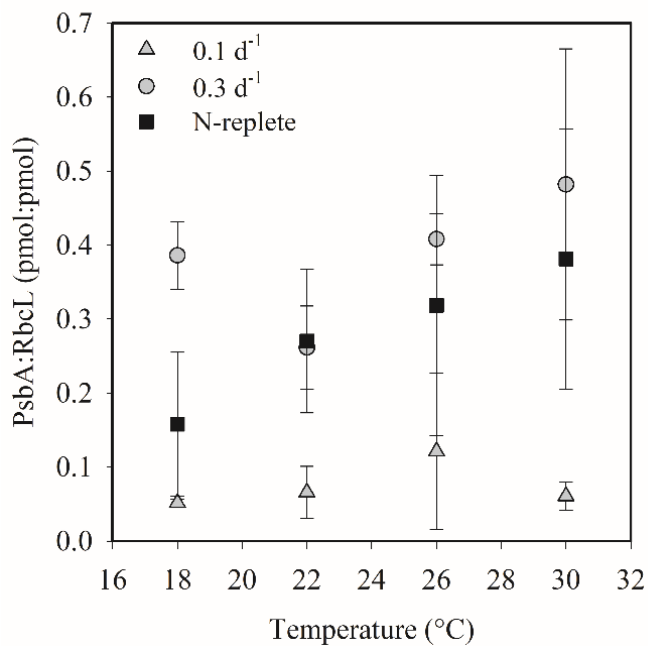 0.7
0.1 d⁻¹
0.3 d⁻¹
0.6
N-replete
0.5
0.4
0.3
0.2
0.1
0.0
PsbA:RbcL (pmol:pmol)
16 18 20 22 24 26 28 30 32
Temperature (°C)